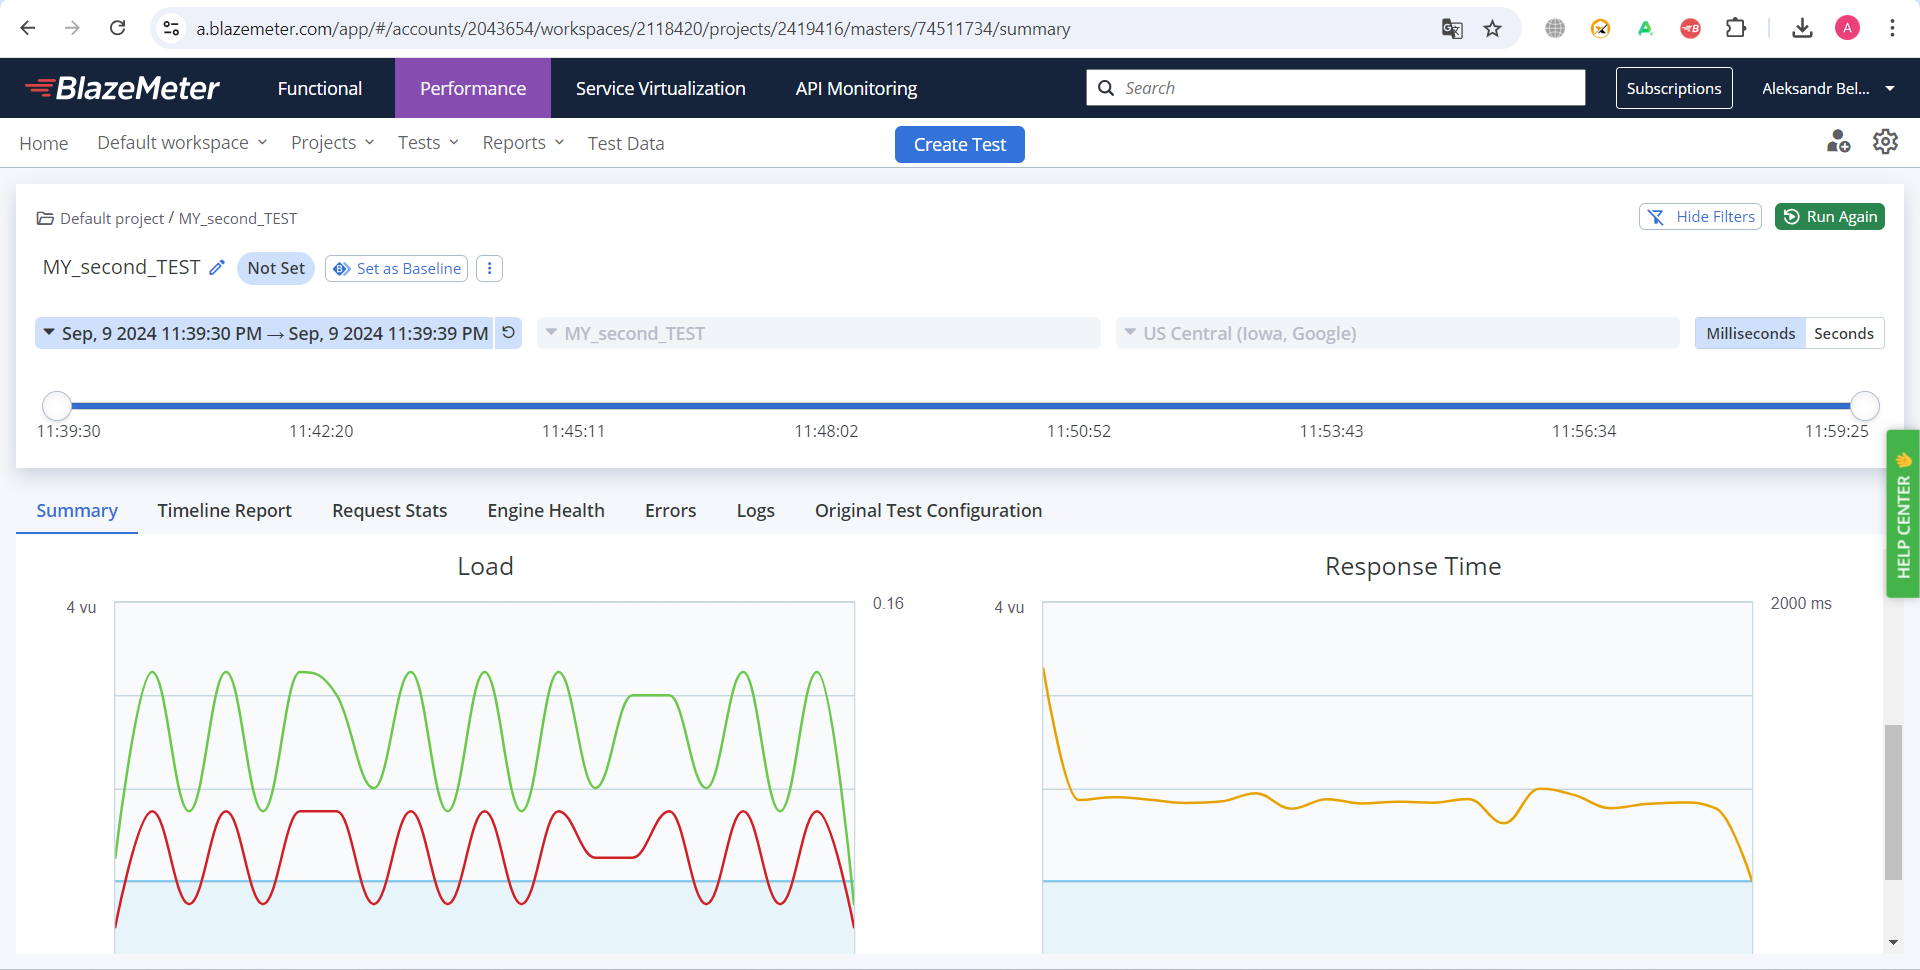 a.blazemeter.com/app/#/accounts/2043654/workspaces/2118420/projects/2419416/masters/74511734/summary
A
BlazeMeter Functional Performance Service Virtualization API Monitoring Search Subscriptions Aleksandr Bel...
Home Default workspace Projects Tests Reports Test Data Create Test
Default project / MY_second_TEST Hide Filters Run Again
MY_second_TEST Not Set Set as Baseline
Sep, 9 2024 11:39:30 PM → Sep, 9 2024 11:39:39 PM MY_second_TEST US Central (Iowa, Google) Milliseconds Seconds
11:39:30 11:42:20 11:45:11 11:48:02 11:50:52 11:53:43 11:56:34 11:59:25
HELP CENTER
Summary Timeline Report Request Stats Engine Health Errors Logs Original Test Configuration
Load Response Time
4 vu 0.16 4 vu 2000 ms